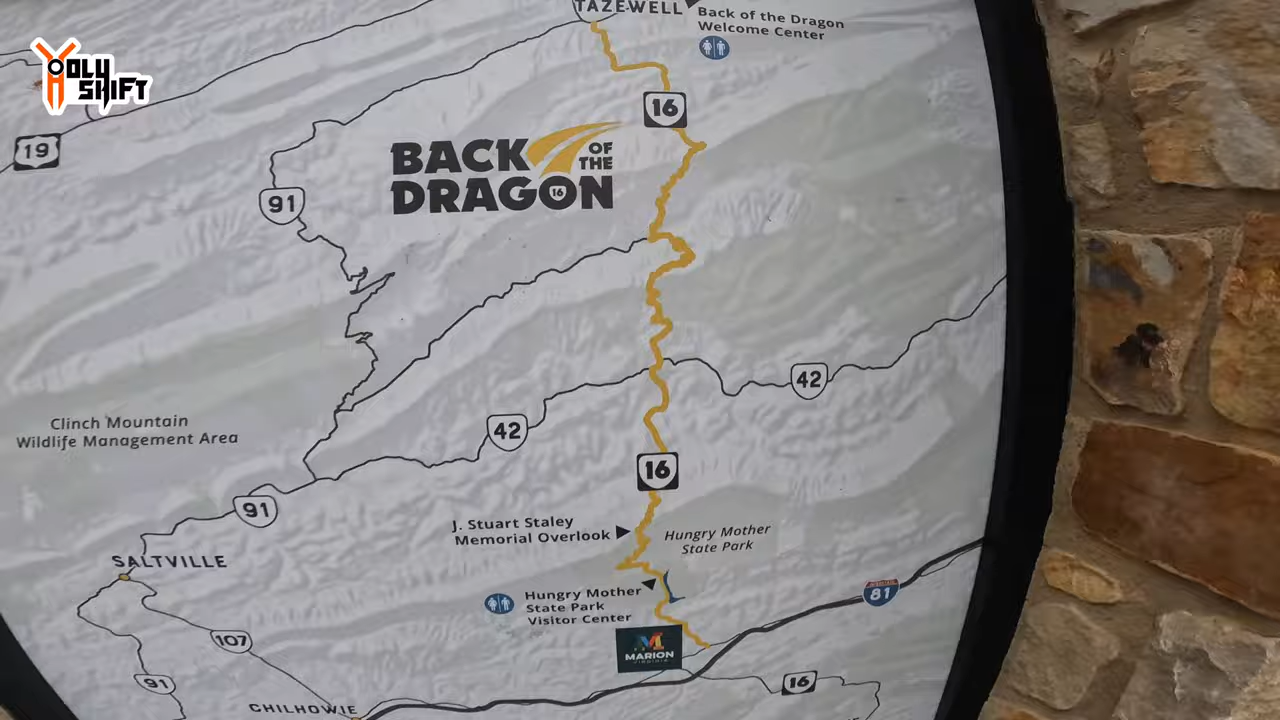 TAZEWELL
Back of the Dragon
Welcome Center
YOLY
SHIFT
16
19
BACK OF THE
DRAGON
16
91
42
42
Clinch Mountain
Wildlife Management Area
16
91
J. Stuart Staley
Memorial Overlook
Hungry Mother
State Park
SALTVILLE
81
Hungry Mother
State Park
Visitor Center
107
MARION
VIRGINIA
91
16
CHILHOWIE